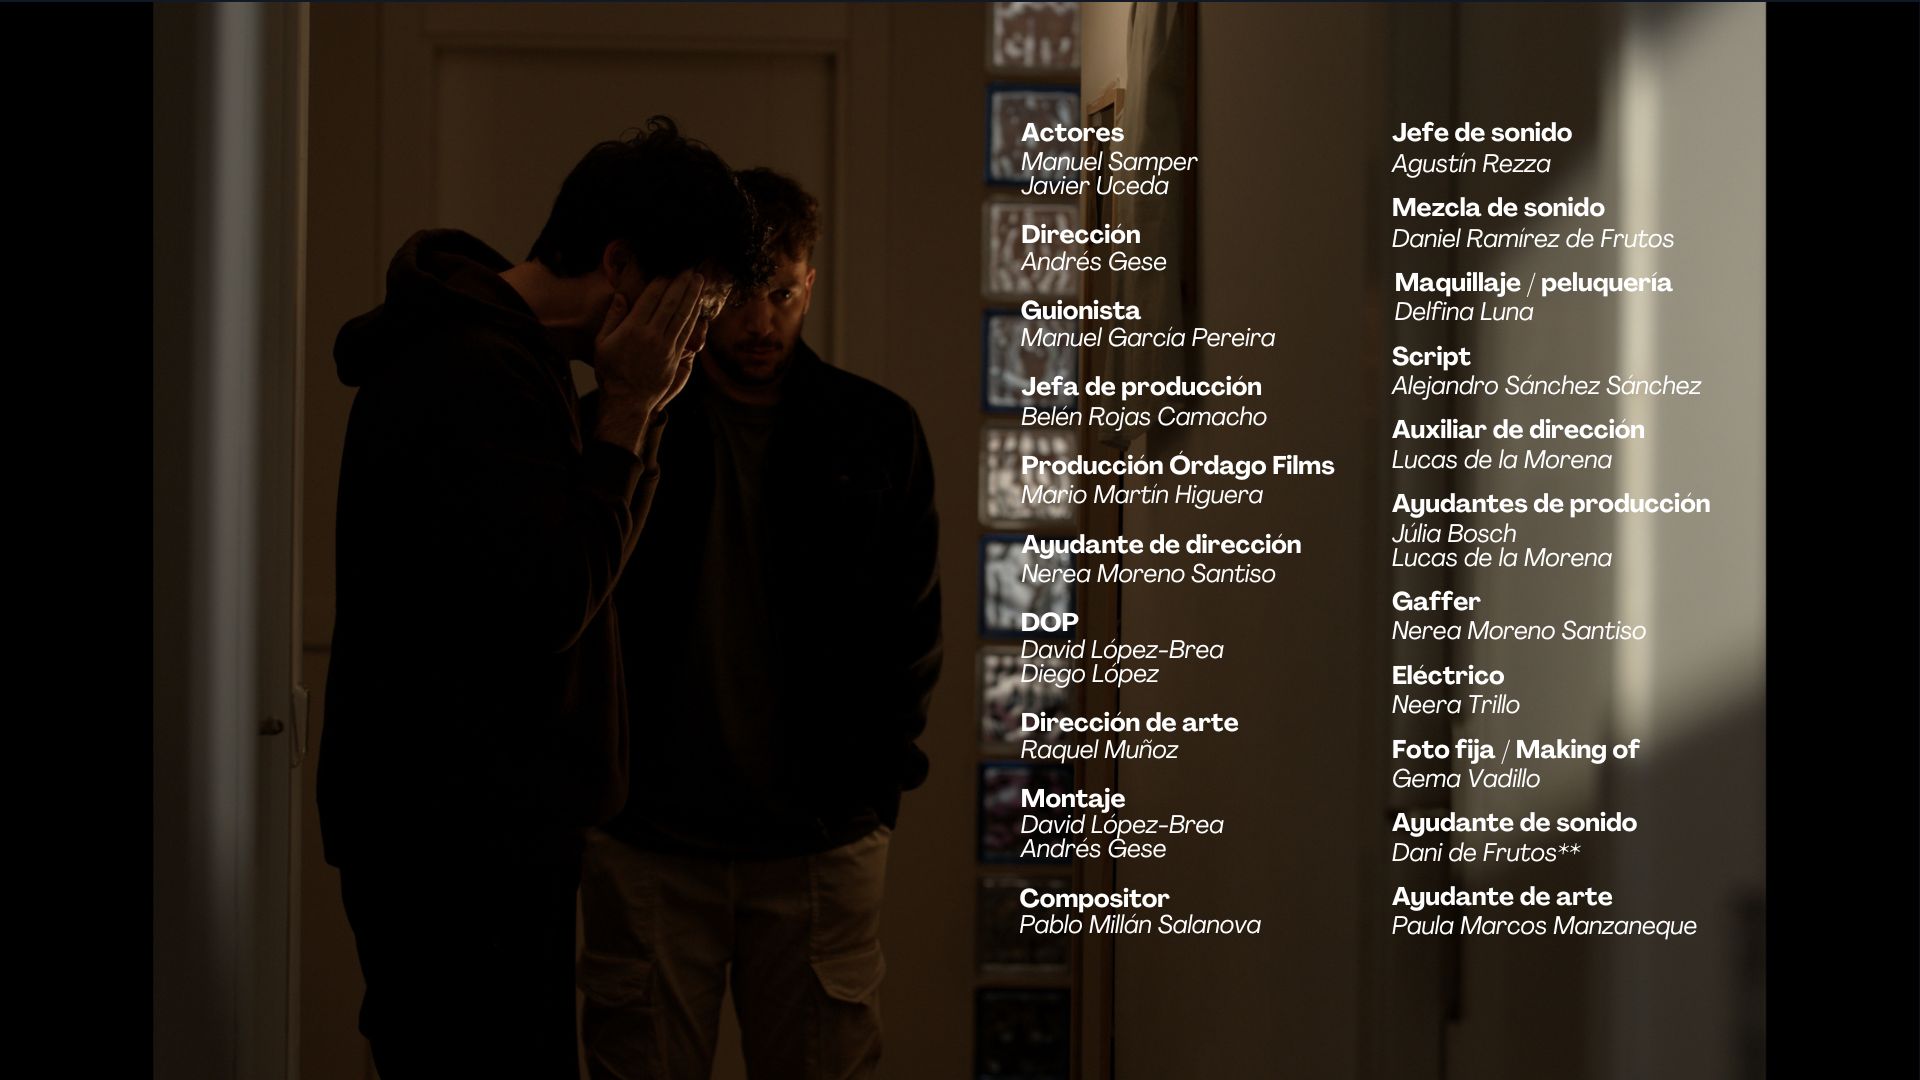 Actores
Manuel Samper
Javier Uceda
Dirección
Andrés Gese
Guionista
Manuel García Pereira
Jefa de producción
Belén Rojas Camacho
Producción Órdago Films
Mario Martín Higuera
Ayudante de dirección
Nerea Moreno Santiso
DOP
David López-Brea
Diego López
Dirección de arte
Raquel Muñoz
Montaje
David López-Brea
Andrés Gese
Compositor
Pablo Millán Salanova
Jefe de sonido
Agustín Rezza
Mezcla de sonido
Daniel Ramírez de Frutos
Maquillaje / peluquería
Delfina Luna
Script
Alejandro Sánchez Sánchez
Auxiliar de dirección
Lucas de la Morena
Ayudantes de producción
Júlia Bosch
Lucas de la Morena
Gaffer
Nerea Moreno Santiso
Eléctrico
Neera Trillo
Foto fija / Making of
Gema Vadillo
Ayudante de sonido
Dani de Frutos**
Ayudante de arte
Paula Marcos Manzaneque